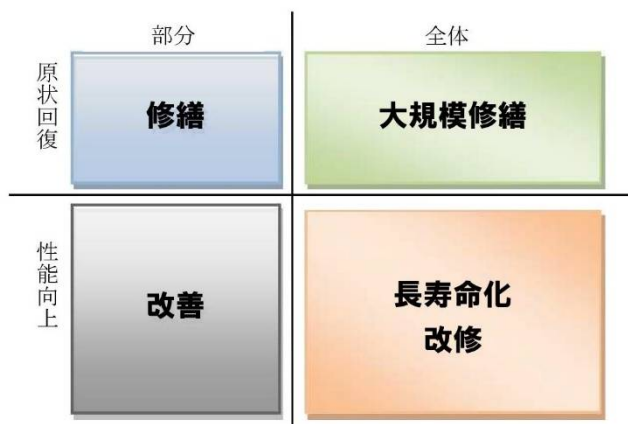 部分
全体
原状回復
修繕
大規模修繕
性能向上
改善
長寿命化
改修